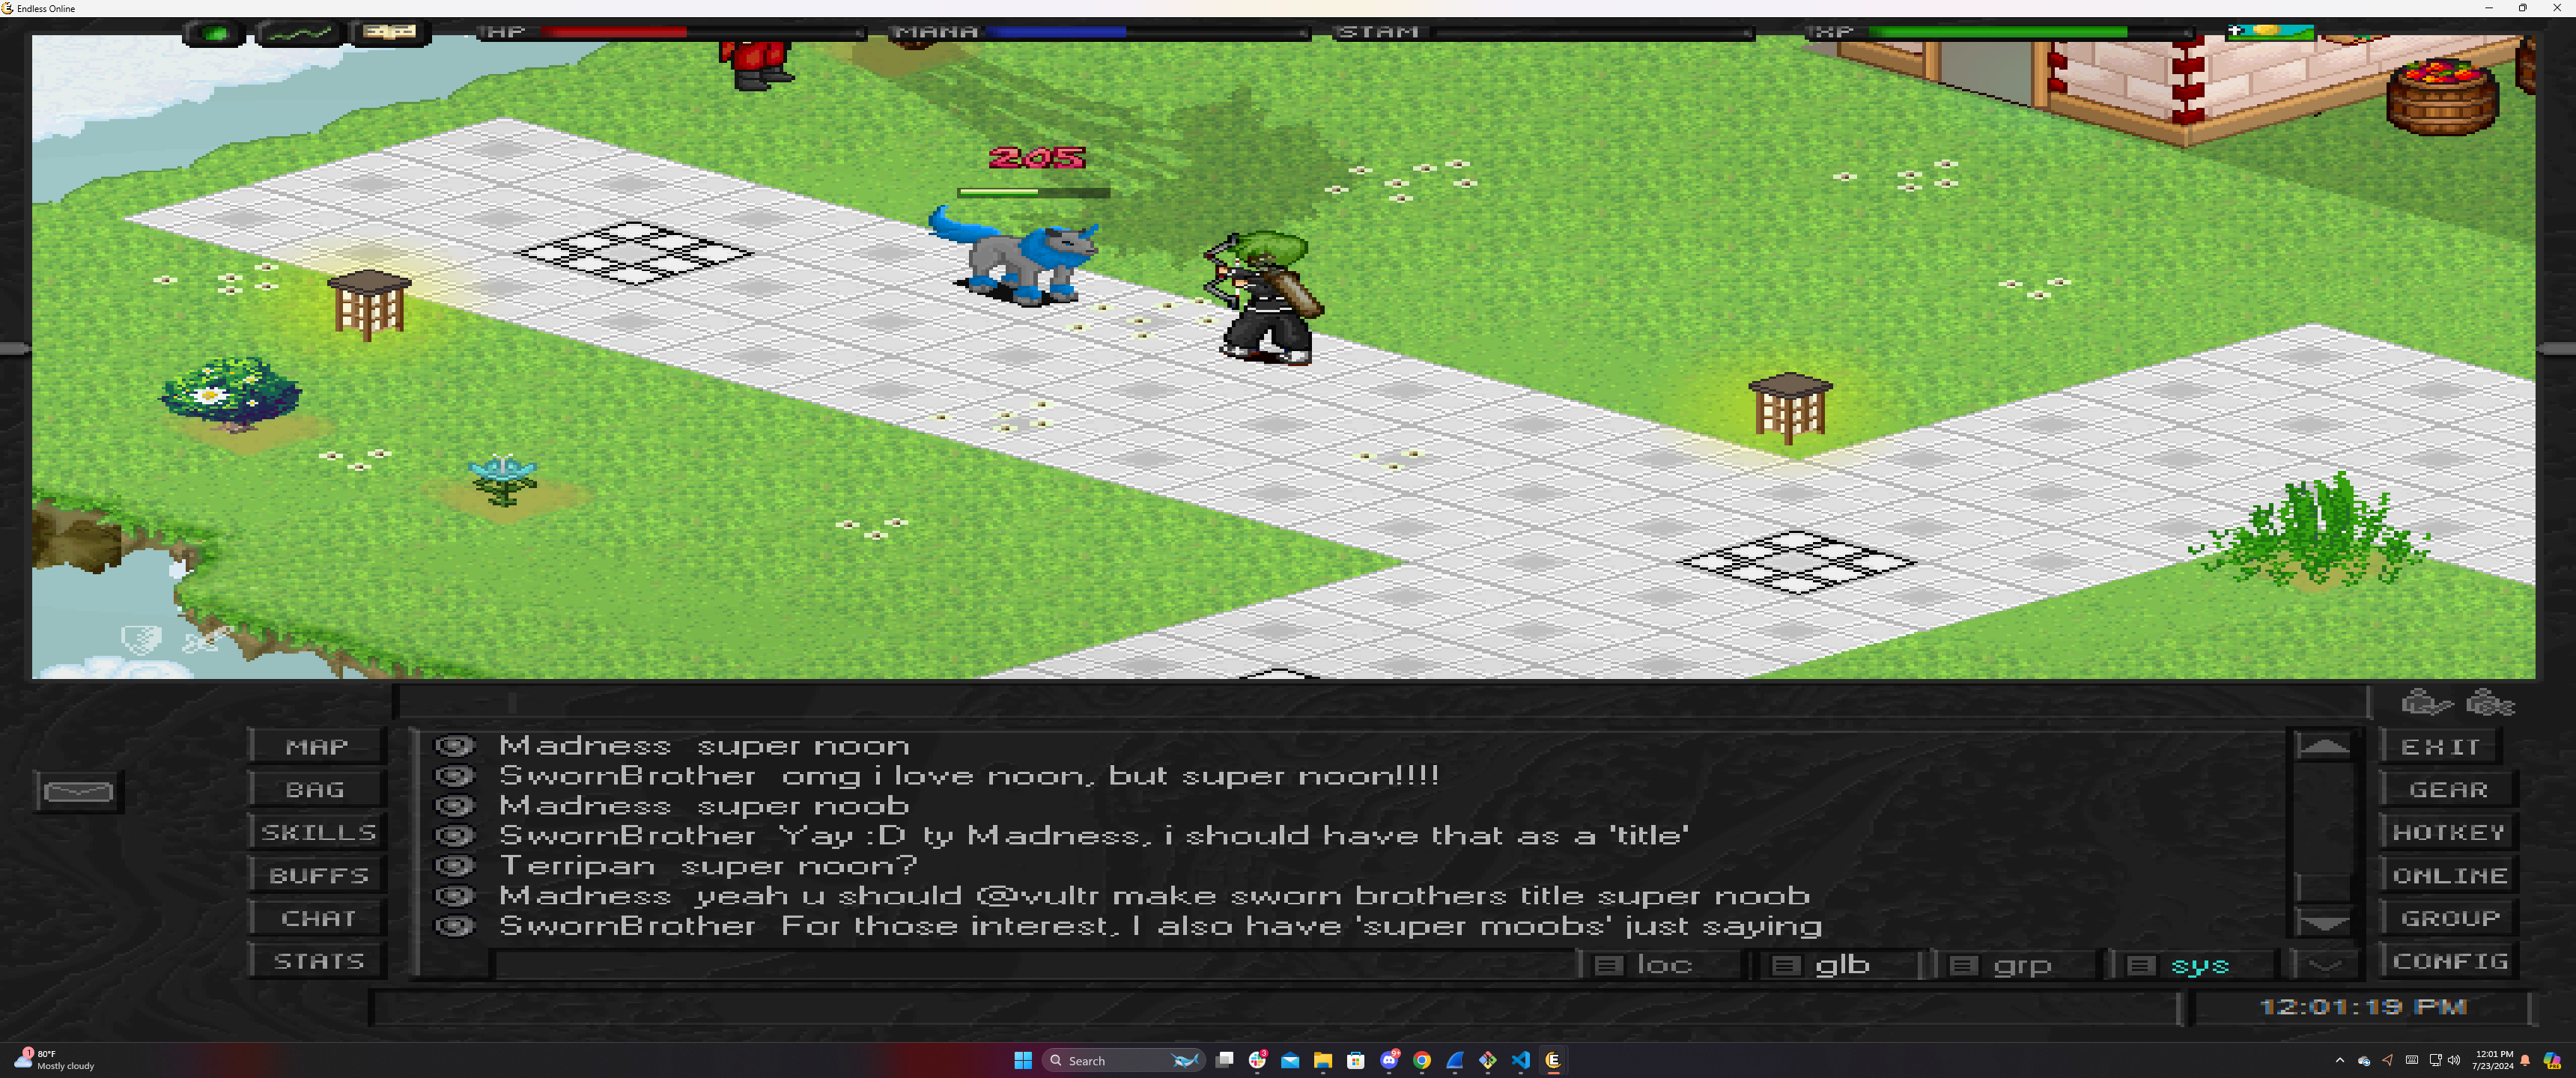 Endless Online
HP
MANA
STAM
XP
205
Madness super noon
SwornBrother omg i love noon, but super noon!!!!
Madness super noob
SwornBrother Yay :D ty Madness, i should have that as a 'title'
Terripan super noon?
Madness yeah u should @vultr make sworn brothers title super noob
SwornBrother For those interest, I also have 'super moobs' just saying
MAP
BAG
SKILLS
BUFFS
CHAT
STATS
EXIT
GEAR
HOTKEY
ONLINE
GROUP
CONFIG
loc
glb
grp
sys
12:01:19 PM
1
80°F
Mostly cloudy
Search
3
9+
12:01 PM
7/23/2024